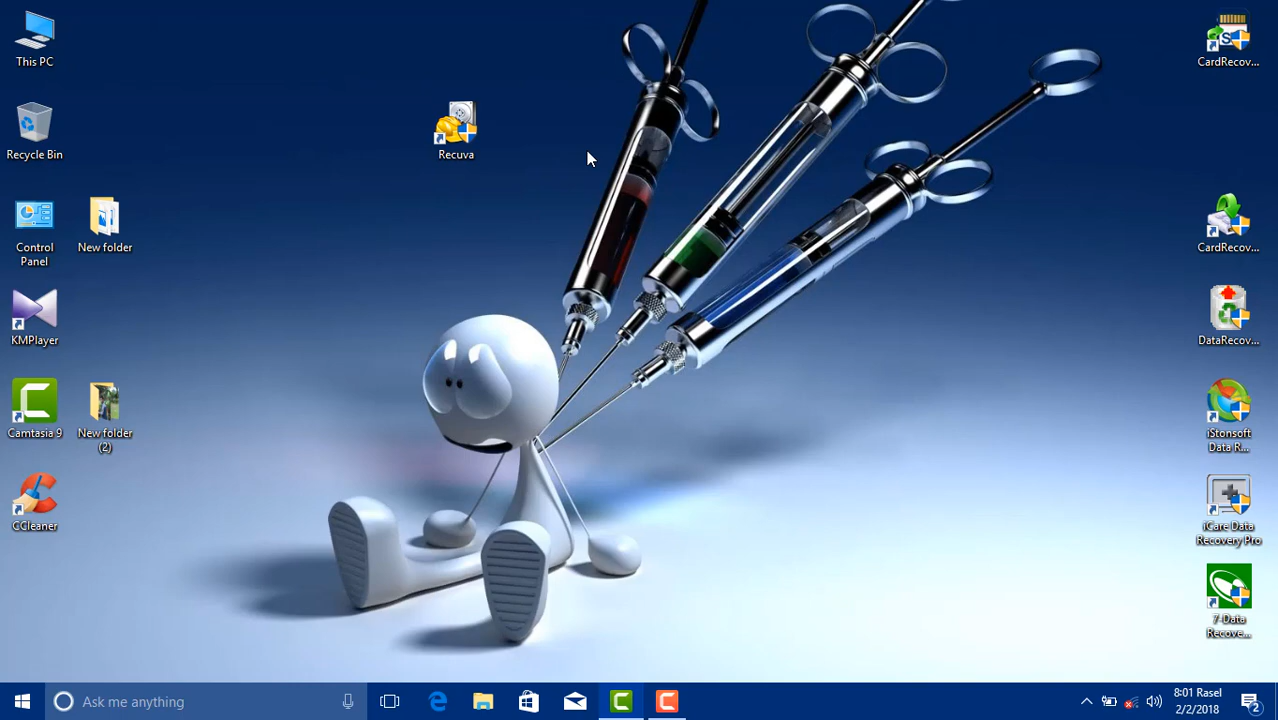 This PC
Recycle Bin
Control
Panel
New folder
KMPlayer
Camtasia 9
New folder
(2)
CCleaner
Recuva
CardRecov...
CardRecov...
DataRecov...
iStonsoft
Data R...
iCare Data
Recovery Pro
7-Data
Recove...
Ask me anything
8:01 Rasel
2/2/2018
2